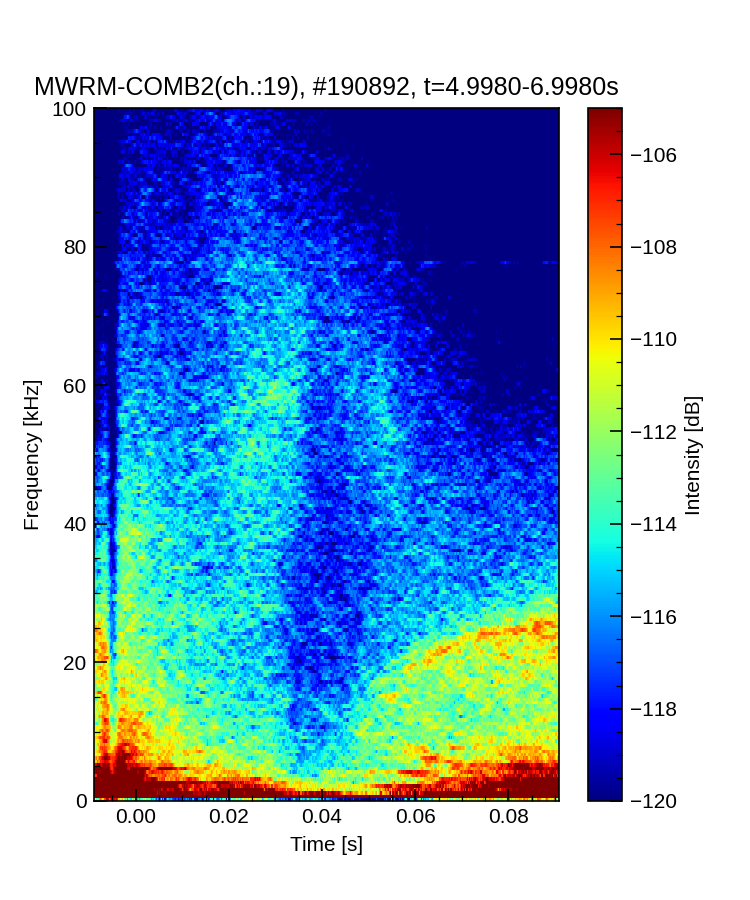 MWRM-COMB2(ch.:19), #190892, t=4.9980-6.9980s
100
80
60
40
20
0
Frequency [kHz]
0.00 0.02 0.04 0.06 0.08
Time [s]
−106
−108
−110
−112
−114
−116
−118
−120
Intensity [dB]